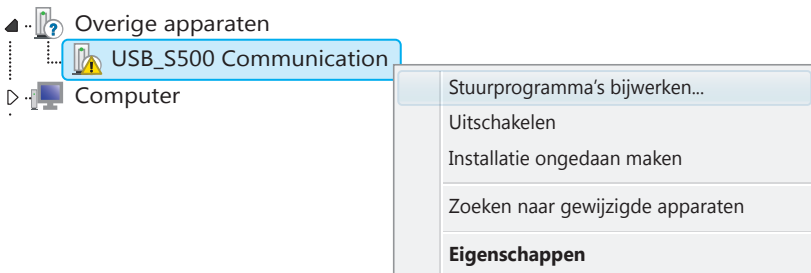 Overige apparaten
USB_S500 Communication
Computer
Stuurprogramma's bijwerken...
Uitschakelen
Installatie ongedaan maken
Zoeken naar gewijzigde apparaten
Eigenschappen